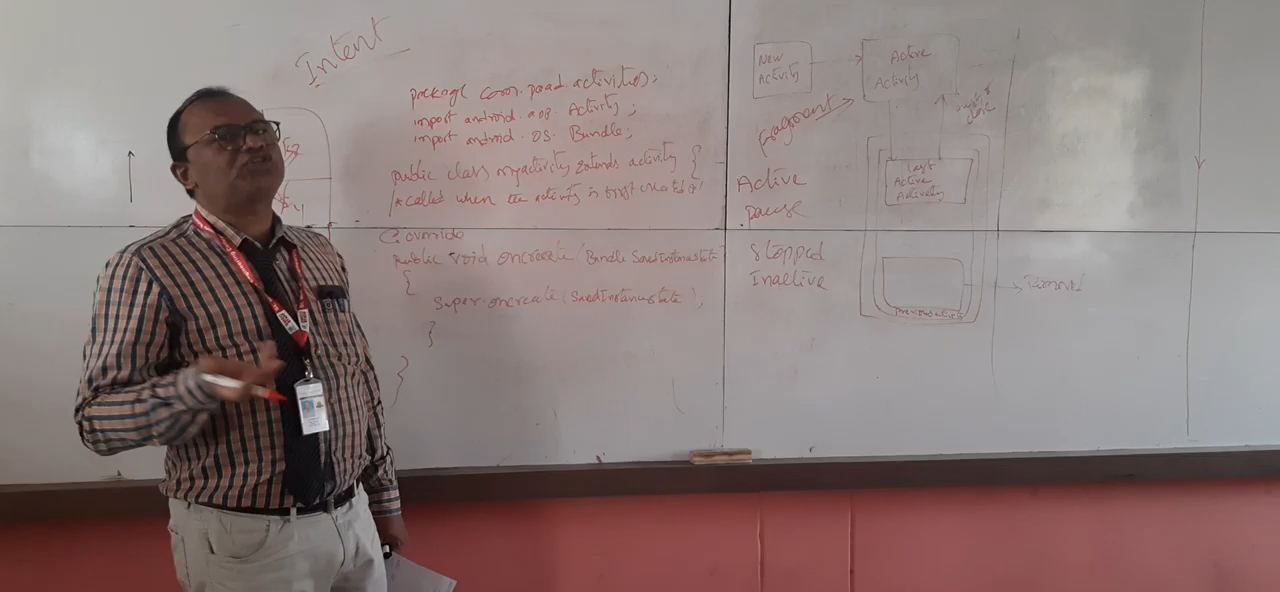 Intent
package com.paad.activities;
import android.app.Activity;
import android.os.Bundle;
public class myactivity extends activity {
/* called when the activity is first created */
@override
public void oncreate (Bundle SavedInstancestate
{
super.oncreate (SavedInstancestate);
}
}
New
Activity
Active
Activity
fragment
close
Last
Active
Activity
Active
pause
Stopped
Inactive
Previous activity
Removed